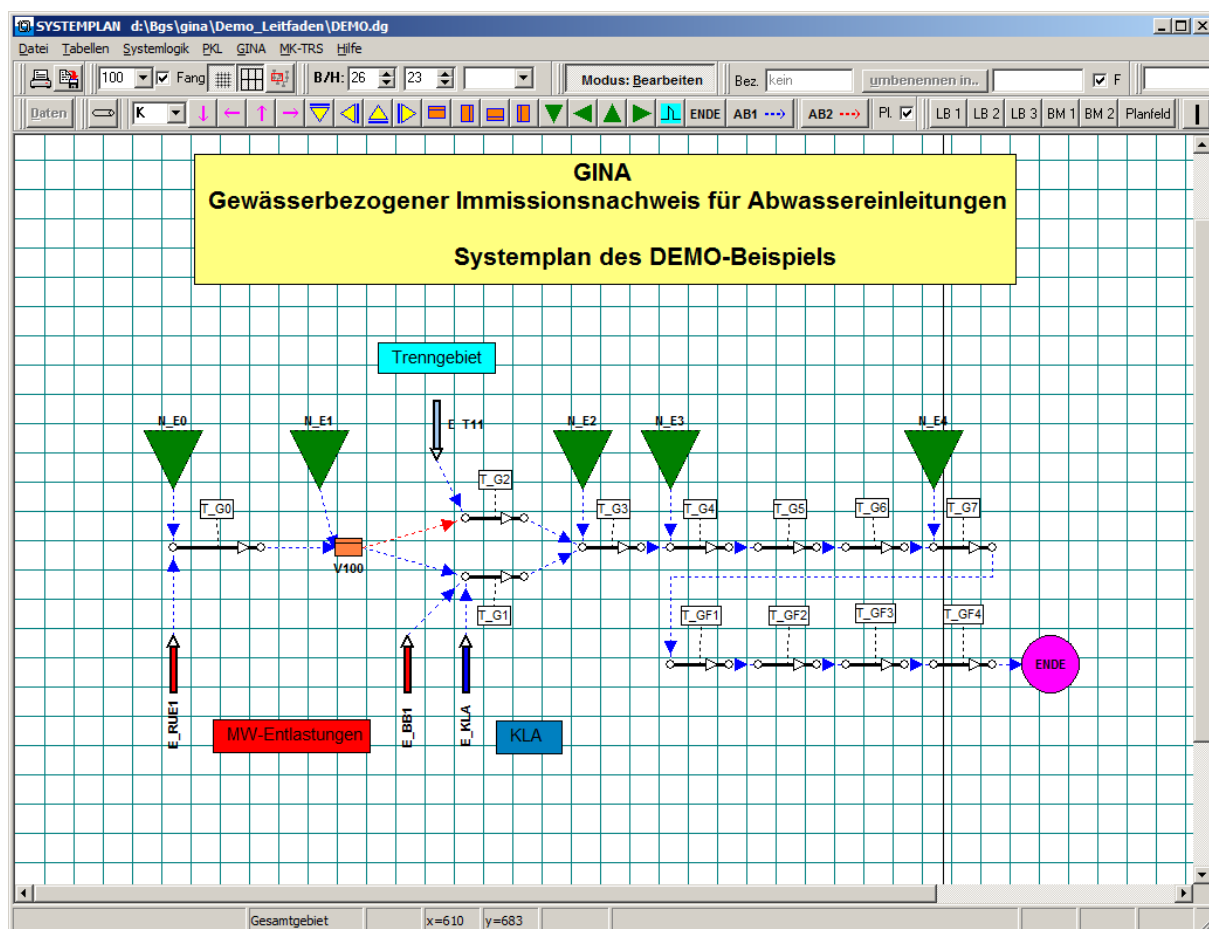 SYSTEMPLAN d:\Bgs\gina\Demo_Leitfaden\DEMO.dg
Datei Tabellen Systemlogik PKL GINA MK-TRS Hilfe
100 Fang B/H: 26 23 Modus: Bearbeiten Bez. kein umbenennen in.. F
Daten K ENDE AB1 ---> AB2 ---> Pl. LB 1 LB 2 LB 3 BM 1 BM 2 Planfeld
GINA
Gewässerbezogener Immissionsnachweis für Abwassereinleitungen
Systemplan des DEMO-Beispiels
Trenngebiet
N_E0 N_E1 E_T11 N_E2 N_E3 N_E4
T_G2
T_G0 T_G3 T_G4 T_G5 T_G6 T_G7
V100
T_G1 T_GF1 T_GF2 T_GF3 T_GF4
ENDE
E_RUE1 MW-Entlastungen E_BB1 E_KLA KLA
Gesamtgebiet x=610 y=683